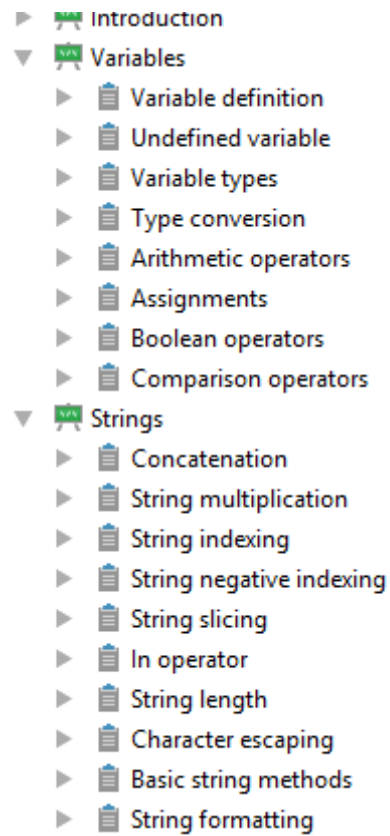 Introduction
Variables
Variable definition
Undefined variable
Variable types
Type conversion
Arithmetic operators
Assignments
Boolean operators
Comparison operators
Strings
Concatenation
String multiplication
String indexing
String negative indexing
String slicing
In operator
String length
Character escaping
Basic string methods
String formatting